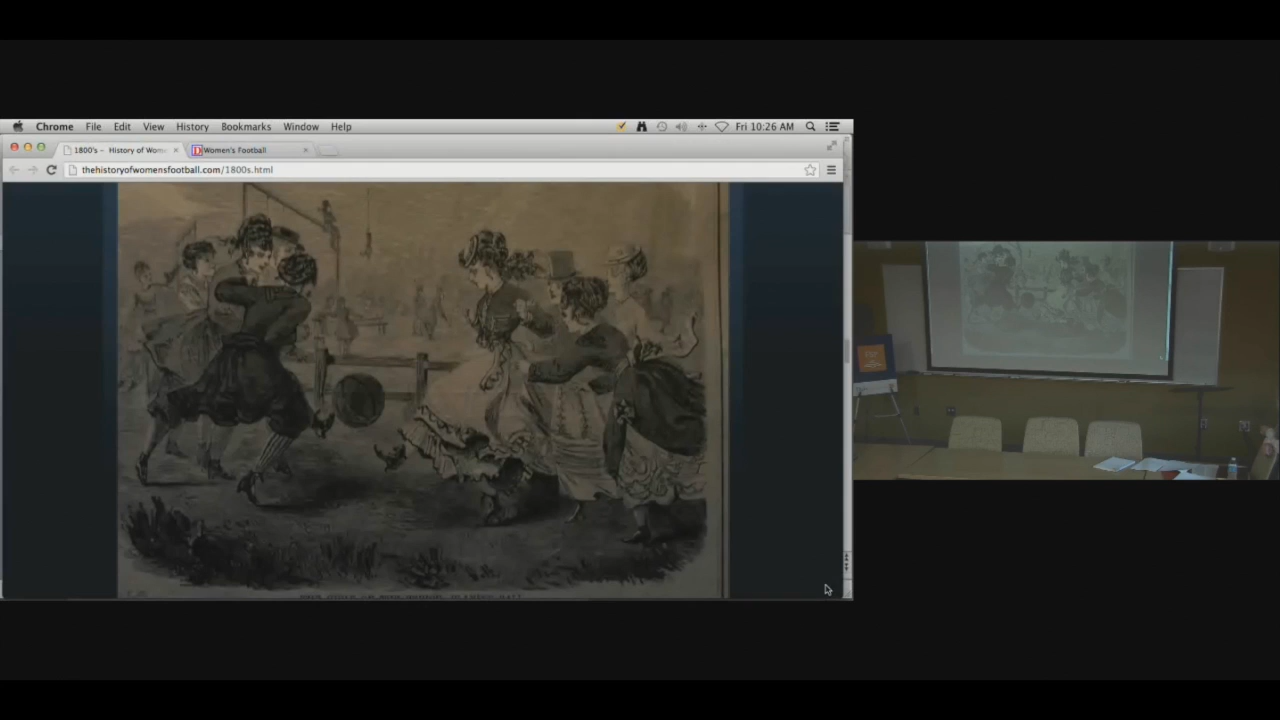 Chrome File Edit View History Bookmarks Window Help Fri 10:26 AM
1800's – History of Wom
Women's Football
thehistoryofwomensfootball.com/1800s.html